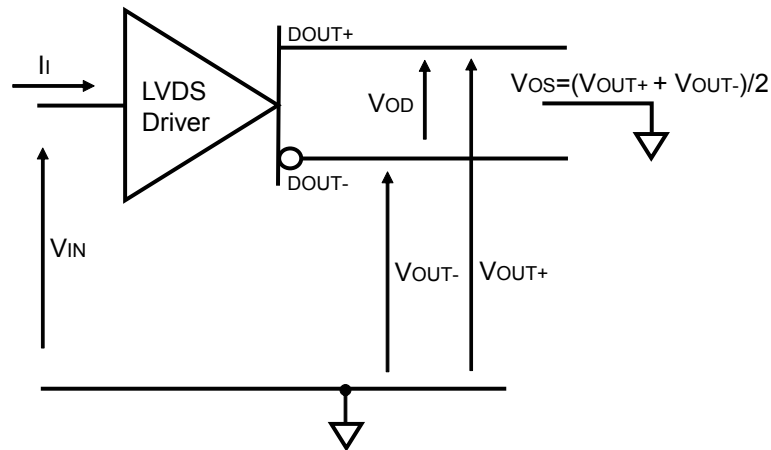 DOUT+
II
LVDS
Driver
VOD
VOS=(VOUT+ + VOUT-)/2
DOUT-
VIN
VOUT-
VOUT+